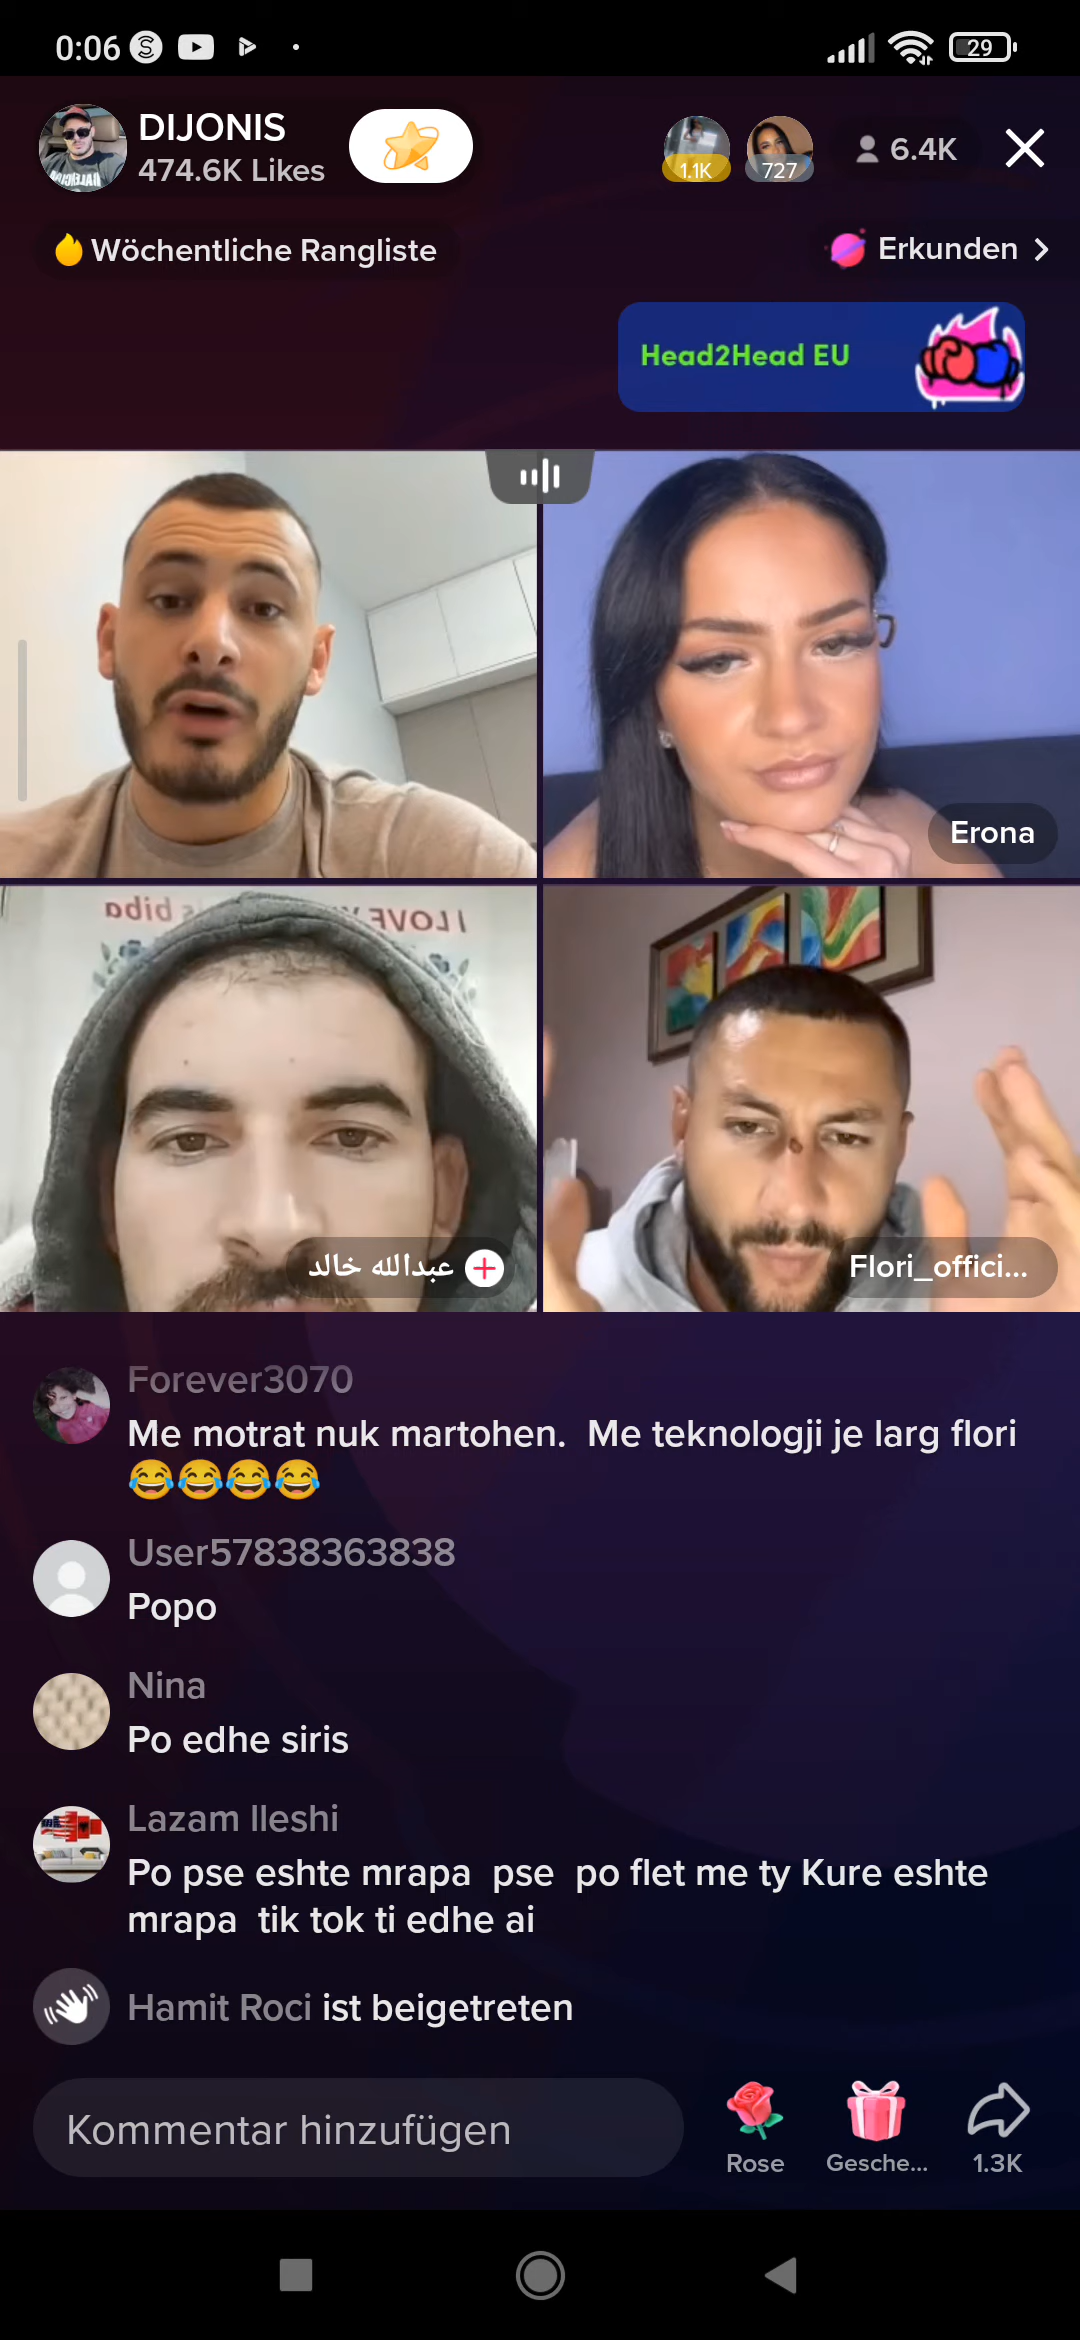 0:06
29
DIJONIS
474.6K Likes
1.1K
727
6.4K
Wöchentliche Rangliste
Erkunden
Head2Head EU
Erona
I LOVE
biba
عبدالله خالد
Flori_offici...
Forever3070
Me motrat nuk martohen.  Me teknologji je larg flori
😂😂😂😂
User57838363838
Popo
Nina
Po edhe siris
Lazam Ileshi
Po pse eshte mrapa  pse  po flet me ty Kure eshte
mrapa  tik tok ti edhe ai
Hamit Roci ist beigetreten
Kommentar hinzufügen
Rose
Gesche...
1.3K